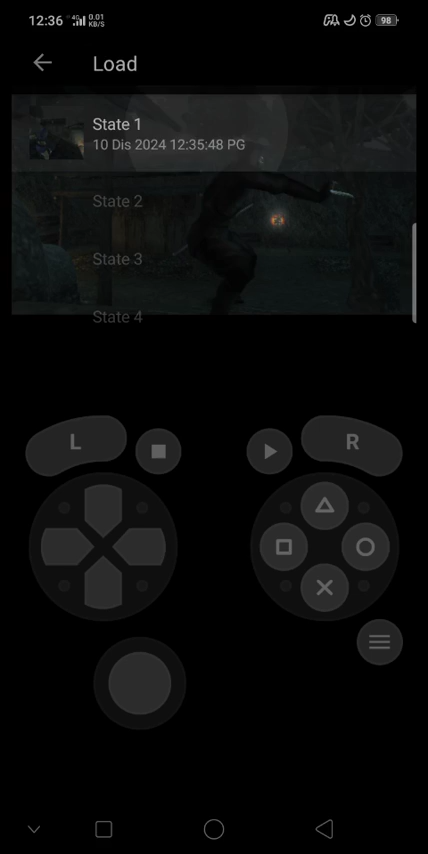 12:36 4G 0.01 KB/S 98
Load
State 1
10 Dis 2024 12:35:48 PG
State 2
State 3
State 4
L R